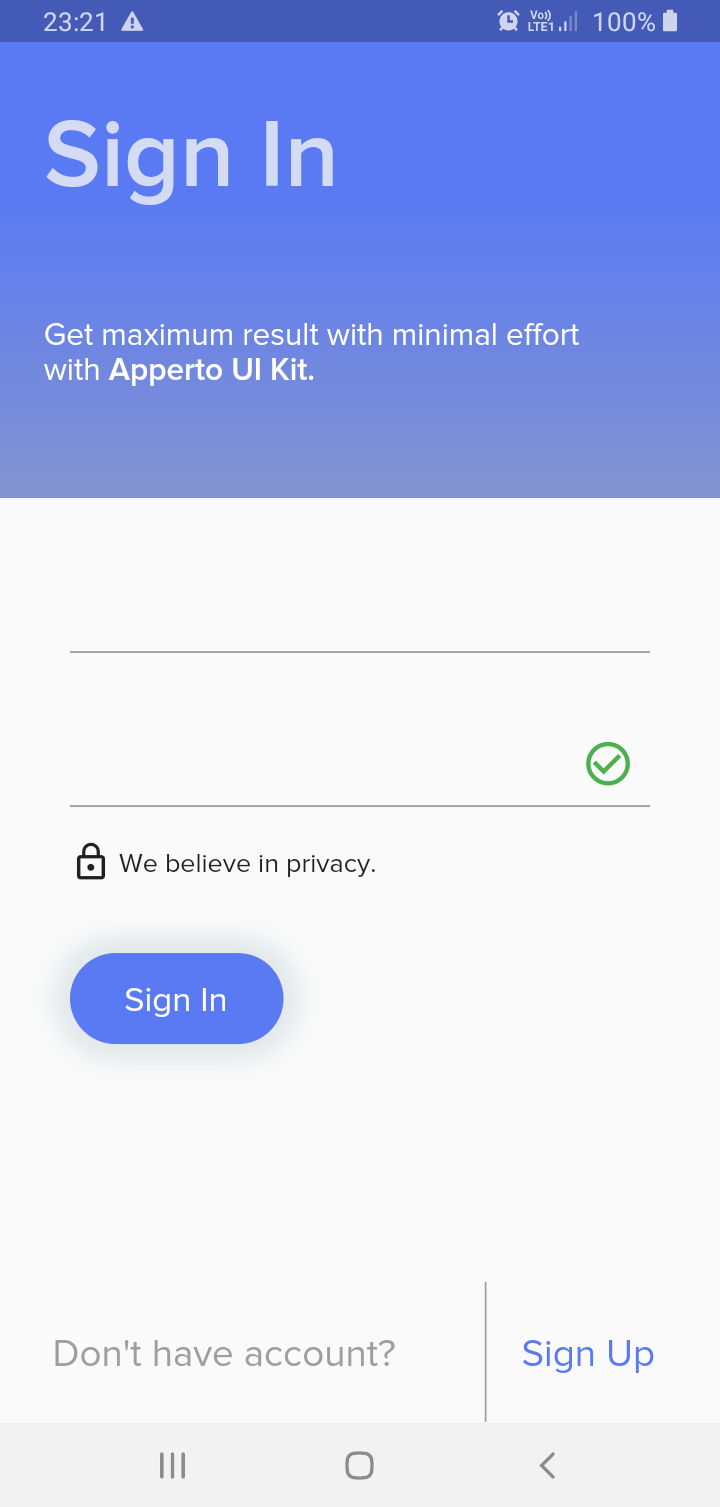 23:21
Vo))
LTE1
100%
Sign In
Get maximum result with minimal effort
with Apperto UI Kit.
We believe in privacy.
Sign In
Don't have account?
Sign Up